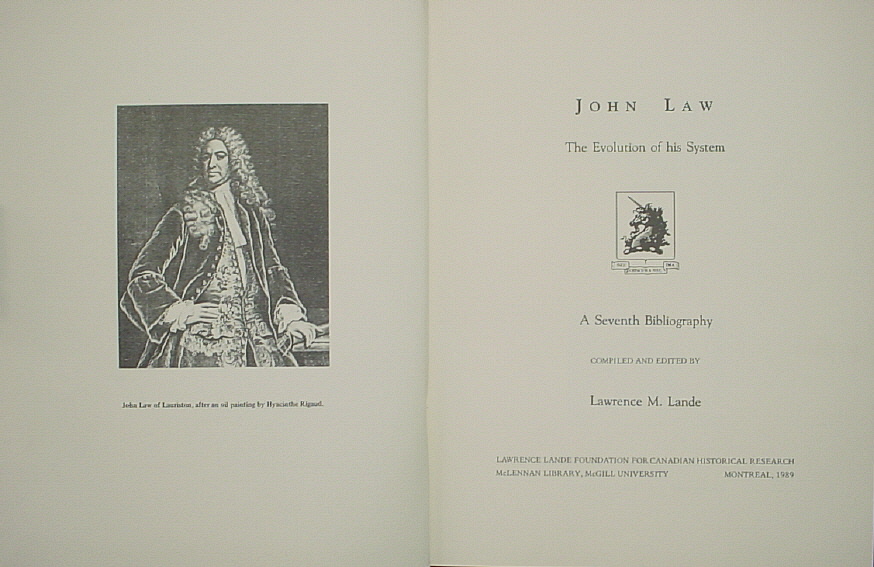 John Law of Lauriston, after an oil painting by Hyacinthe Rigaud.
JOHN LAW
The Evolution of his System
A Seventh Bibliography
COMPILED AND EDITED BY
Lawrence M. Lande
LAWRENCE LANDE FOUNDATION FOR CANADIAN HISTORICAL RESEARCH
McLENNAN LIBRARY, McGILL UNIVERSITY MONTREAL, 1989